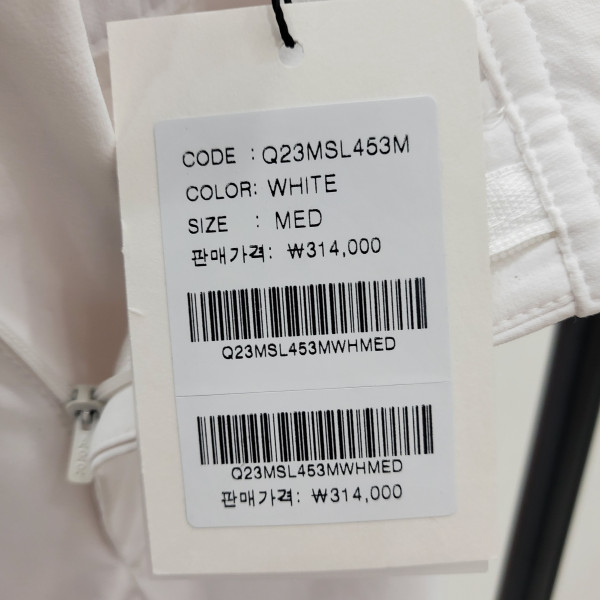 CODE : Q23MSL453M
COLOR: WHITE
SIZE : MED
판매가격: ₩314,000
Q23MSL453MWHMED
Q23MSL453MWHMED
판매가격: ₩314,000